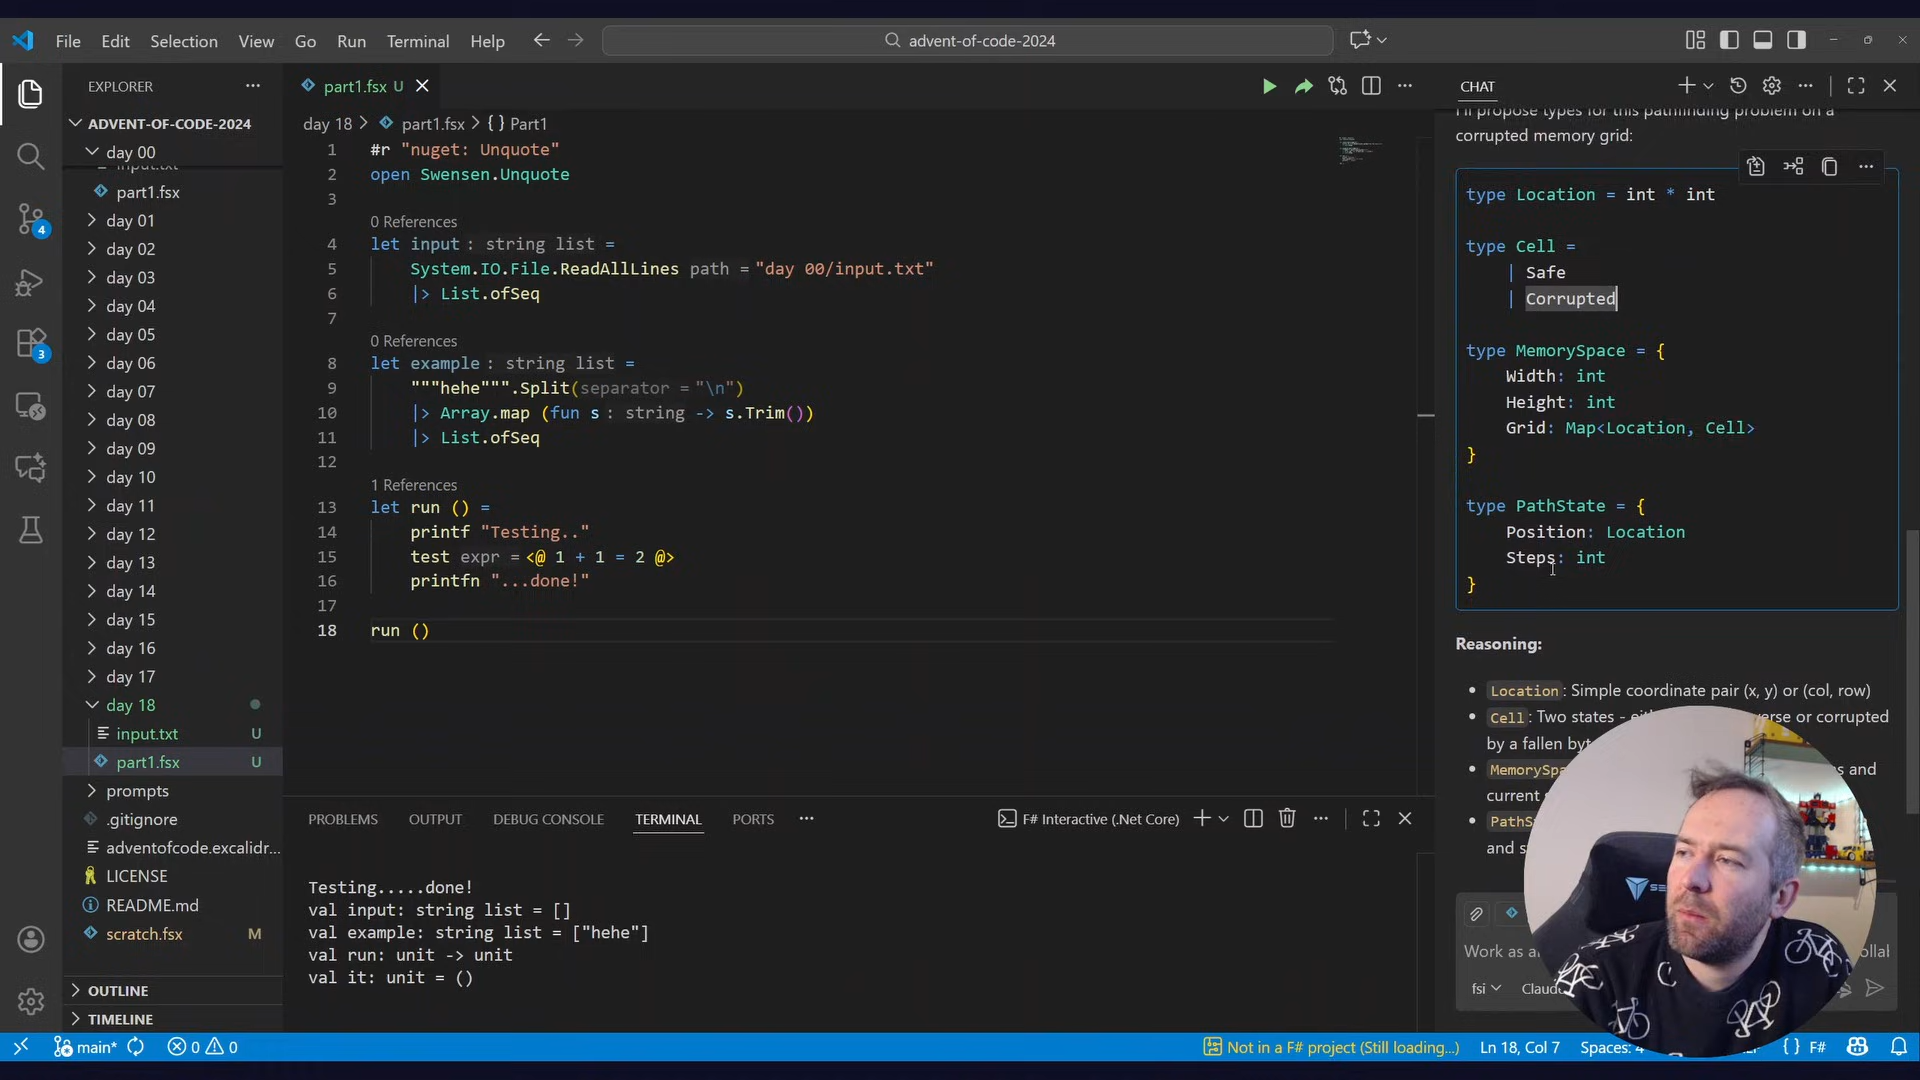 File Edit Selection View Go Run Terminal Help
advent-of-code-2024
EXPLORER
ADVENT-OF-CODE-2024
day 00
input.txt
part1.fsx
day 01
day 02
day 03
day 04
day 05
day 06
day 07
day 08
day 09
day 10
day 11
day 12
day 13
day 14
day 15
day 16
day 17
day 18
input.txt U
part1.fsx U
prompts
.gitignore
adventofcode.excalidr...
LICENSE
README.md
scratch.fsx M
OUTLINE
TIMELINE
4
3
part1.fsx U
day 18 > part1.fsx > {} Part1
1 #r "nuget: Unquote"
2 open Swensen.Unquote
3
0 References
4 let input : string list =
5 System.IO.File.ReadAllLines path = "day 00/input.txt"
6 |> List.ofSeq
7
0 References
8 let example : string list =
9 """hehe""".Split(separator = "\n")
10 |> Array.map (fun s : string -> s.Trim())
11 |> List.ofSeq
12
1 References
13 let run () =
14 printf "Testing.."
15 test expr = <@ 1 + 1 = 2 @>
16 printfn "...done!"
17
18 run ()
PROBLEMS OUTPUT DEBUG CONSOLE TERMINAL PORTS
F# Interactive (.Net Core)
Testing.....done!
val input: string list = []
val example: string list = ["hehe"]
val run: unit -> unit
val it: unit = ()
CHAT
I'll propose types for this pathfinding problem on a
corrupted memory grid:
type Location = int * int
type Cell =
| Safe
| Corrupted
type MemorySpace = {
Width: int
Height: int
Grid: Map<Location, Cell>
}
type PathState = {
Position: Location
Steps: int
}
Reasoning:
Location: Simple coordinate pair (x, y) or (col, row)
Cell: Two states - or corrupted
by a fallen
and
current
and
Work as
fsi
main* 0 0
Not in a F# project (Still loading...) Ln 18, Col 7 Spaces: {} F#